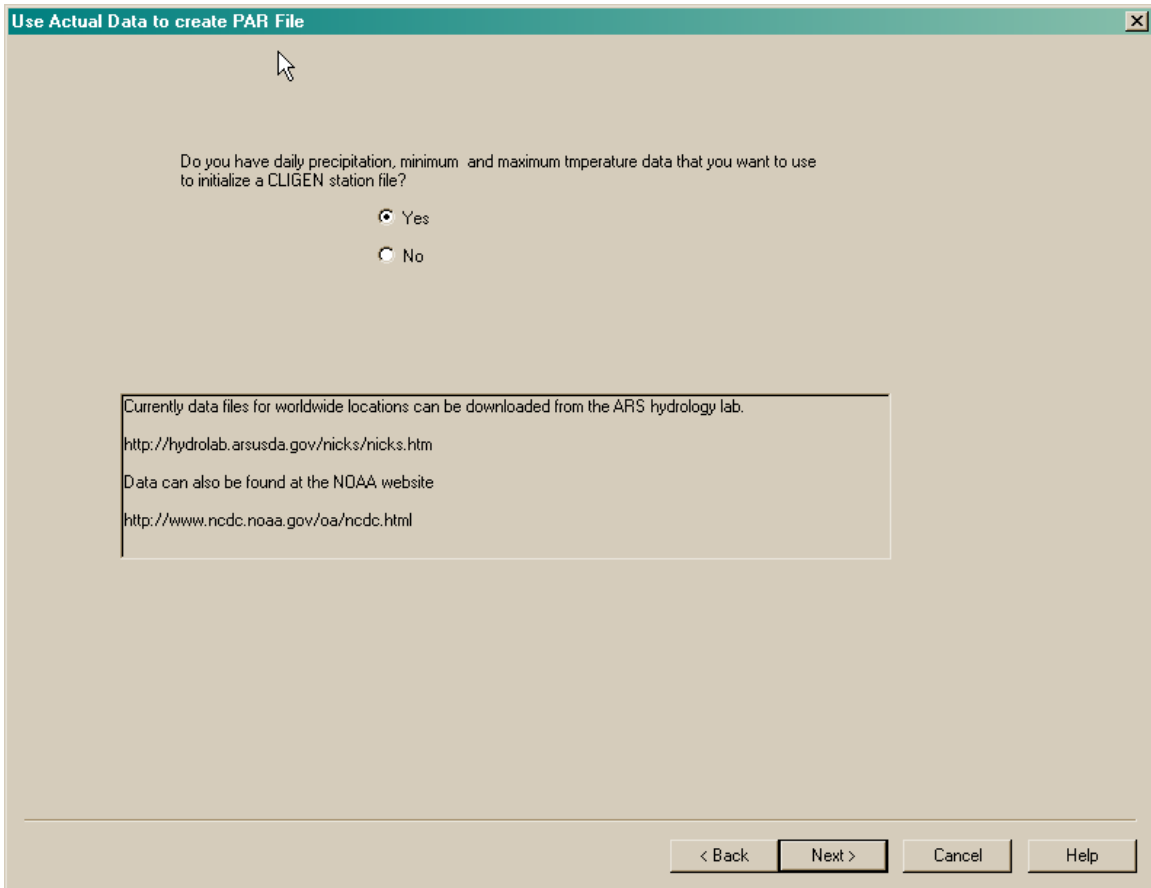 Use Actual Data to create PAR File
Do you have daily precipitation, minimum  and maximum tmperature data that you want to use
to initialize a CLIGEN station file?
Yes
No
Currently data files for worldwide locations can be downloaded from the ARS hydrology lab.
http://hydrolab.arsusda.gov/nicks/nicks.htm
Data can also be found at the NOAA website
http://www.ncdc.noaa.gov/oa/ncdc.html
< Back
Next >
Cancel
Help